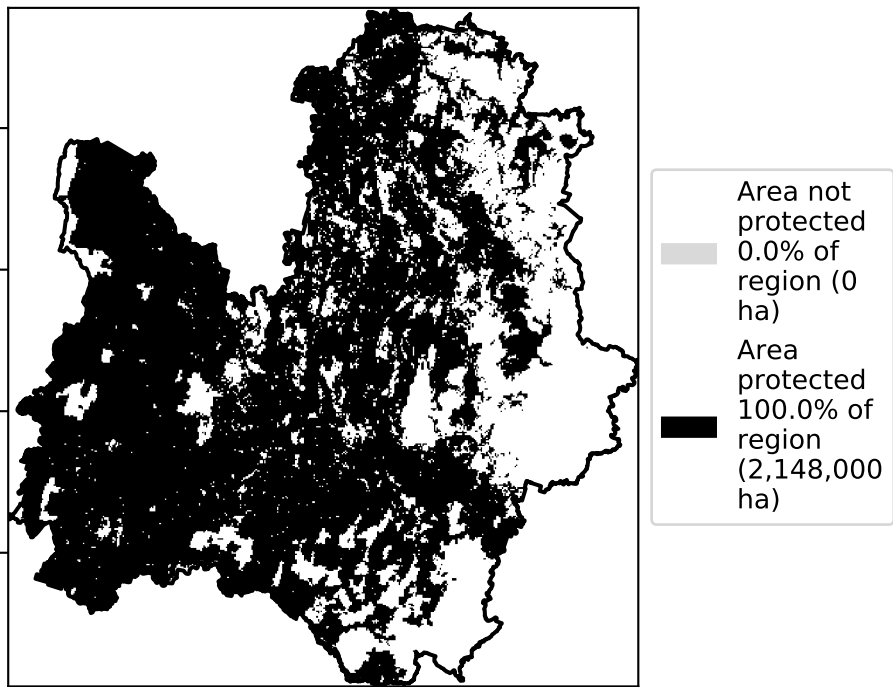 Area not
protected
0.0% of
region (0
ha)
Area
protected
100.0% of
region
(2,148,000
ha)